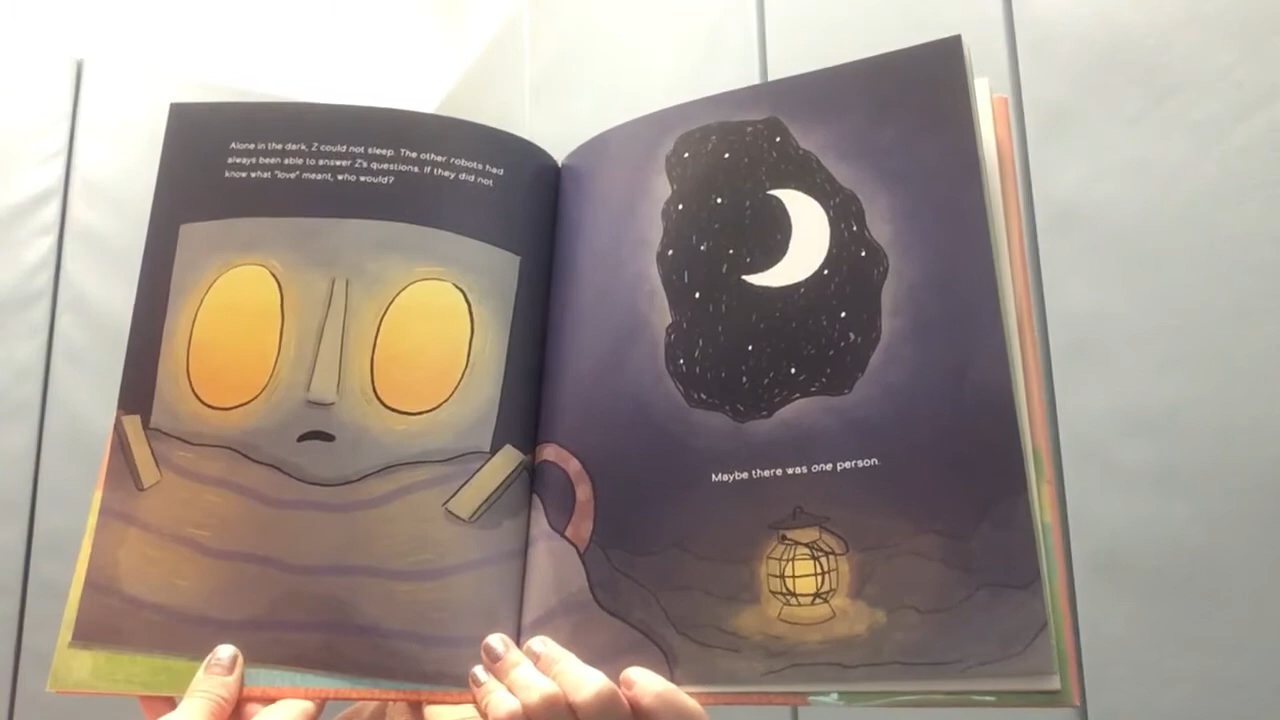 Alone in the dark, Z could not sleep. The other robots had
always been able to answer Z's questions. If they did not
know what "love" meant, who would?
Maybe there was one person.